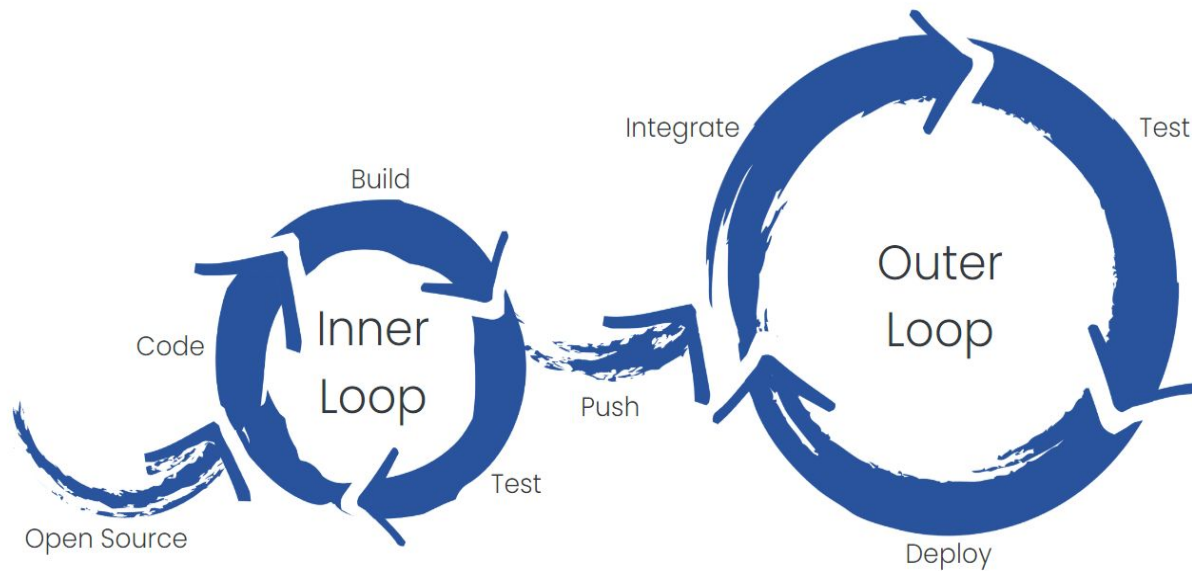 Open Source
Code
Build
Inner
Loop
Test
Push
Integrate
Outer
Loop
Test
Deploy